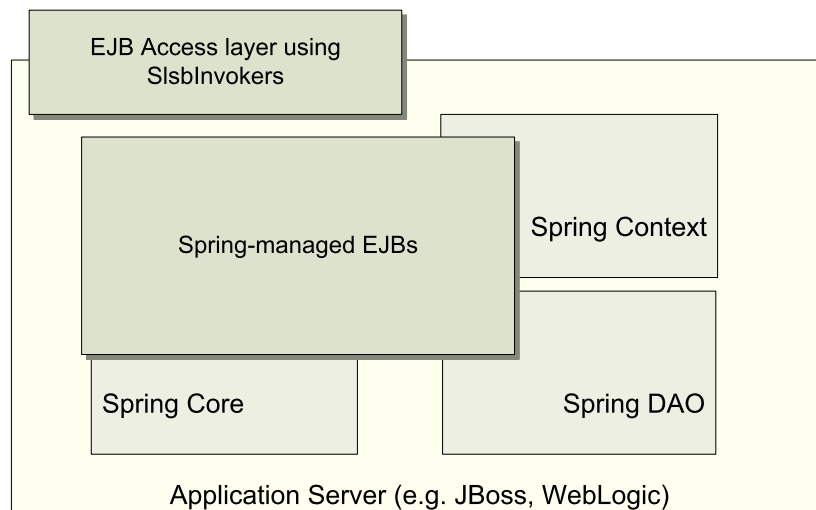 EJB Access layer using
SlsbInvokers
Spring Context
Spring-managed EJBs
Spring Core
Spring DAO
Application Server (e.g. JBoss, WebLogic)